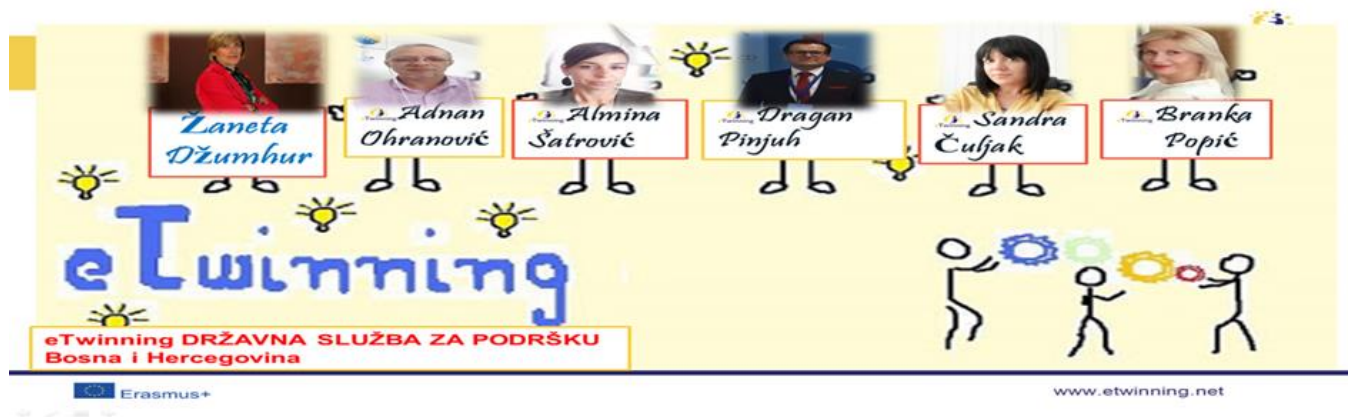 Žaneta
Džumhur
Adnan
Ohranović
Almina
Šatrović
Dragan
Pinjuh
Sandra
Čuljak
Branka
Popić
eTwinning
eTwinning DRŽAVNA SLUŽBA ZA PODRŠKU
Bosna i Hercegovina
Erasmus+
www.etwinning.net